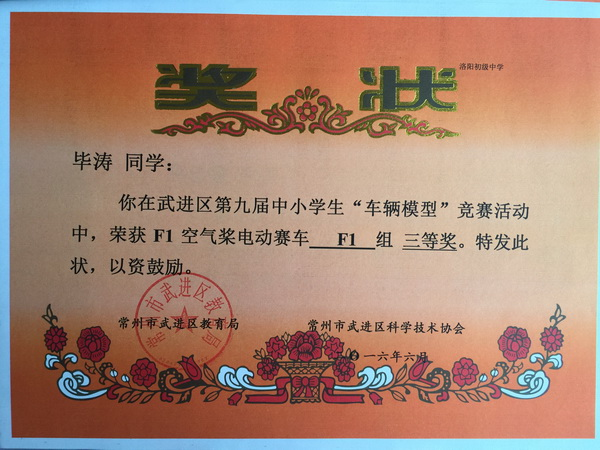 奖状
洛阳初级中学
毕涛 同学：
你在武进区第九届中小学生“车辆模型”竞赛活动
中，荣获 F1 空气桨电动赛车 F1 组 三等奖。特发此
状，以资鼓励。
常州市武进区教育局 常州市武进区科学技术协会
一六年六月